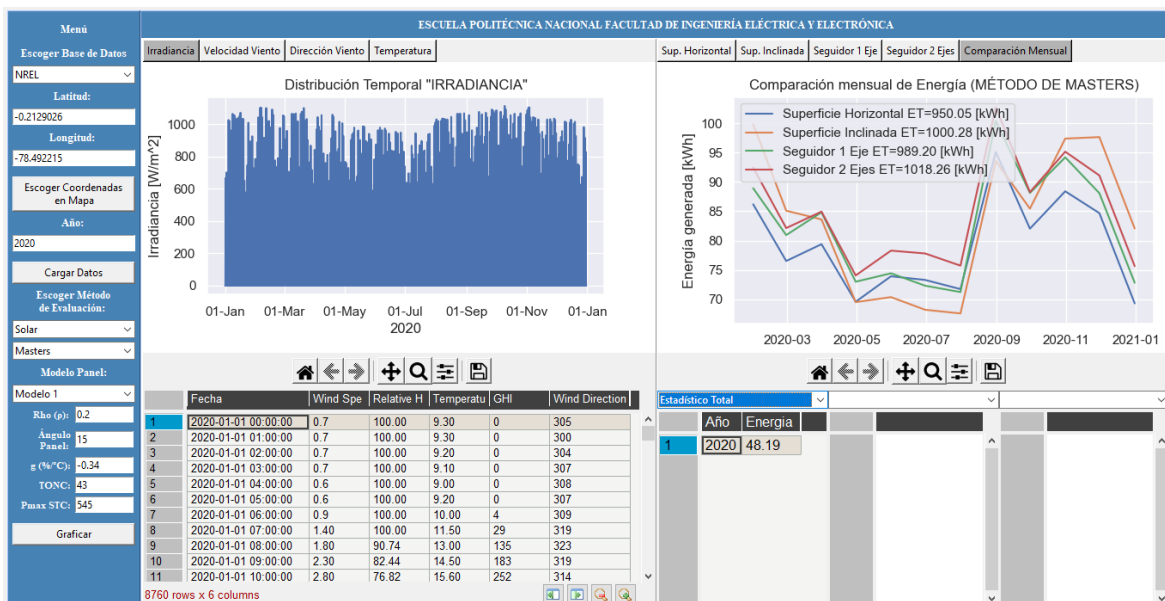 ESCUELA POLITÉCNICA NACIONAL FACULTAD DE INGENIERÍA ELÉCTRICA Y ELECTRÓNICA
Menú
Escoger Base de Datos
NREL
Latitud:
-0.2129026
Longitud:
-78.492215
Escoger Coordenadas
en Mapa
Año:
2020
Cargar Datos
Escoger Método
de Evaluación:
Solar
Masters
Modelo Panel:
Modelo 1
Rho (ρ): 0.2
Ángulo
Panel: 15
g (%/°C): -0.34
TONC: 43
Pmax STC: 545
Graficar
Irradiancia Velocidad Viento Dirección Viento Temperatura
Distribución Temporal "IRRADIANCIA"
Irradiancia [W/m^2]
1000
800
600
400
200
0
01-Jan 01-Mar 01-May 01-Jul 01-Sep 01-Nov 01-Jan
2020
Fecha Wind Spe Relative H Temperatu GHI Wind Direction
1 2020-01-01 00:00:00 0.7 100.00 9.30 0 305
2 2020-01-01 01:00:00 0.7 100.00 9.30 0 300
3 2020-01-01 02:00:00 0.7 100.00 9.20 0 304
4 2020-01-01 03:00:00 0.7 100.00 9.10 0 307
5 2020-01-01 04:00:00 0.6 100.00 9.00 0 308
6 2020-01-01 05:00:00 0.6 100.00 9.20 0 307
7 2020-01-01 06:00:00 0.9 100.00 10.00 4 309
8 2020-01-01 07:00:00 1.40 100.00 11.50 29 319
9 2020-01-01 08:00:00 1.80 90.74 13.00 135 323
10 2020-01-01 09:00:00 2.30 82.44 14.50 183 319
11 2020-01-01 10:00:00 2.80 76.82 15.60 252 314
8760 rows x 6 columns
Sup. Horizontal Sup. Inclinada Seguidor 1 Eje Seguidor 2 Ejes Comparación Mensual
Comparación mensual de Energía (MÉTODO DE MASTERS)
Superficie Horizontal ET=950.05 [kWh]
Superficie Inclinada ET=1000.28 [kWh]
Seguidor 1 Eje ET=989.20 [kWh]
Seguidor 2 Ejes ET=1018.26 [kWh]
Energía generada [kWh]
100
95
90
85
80
75
70
2020-03 2020-05 2020-07 2020-09 2020-11 2021-01
Estadístico Total
Año Energia
1 2020 48.19